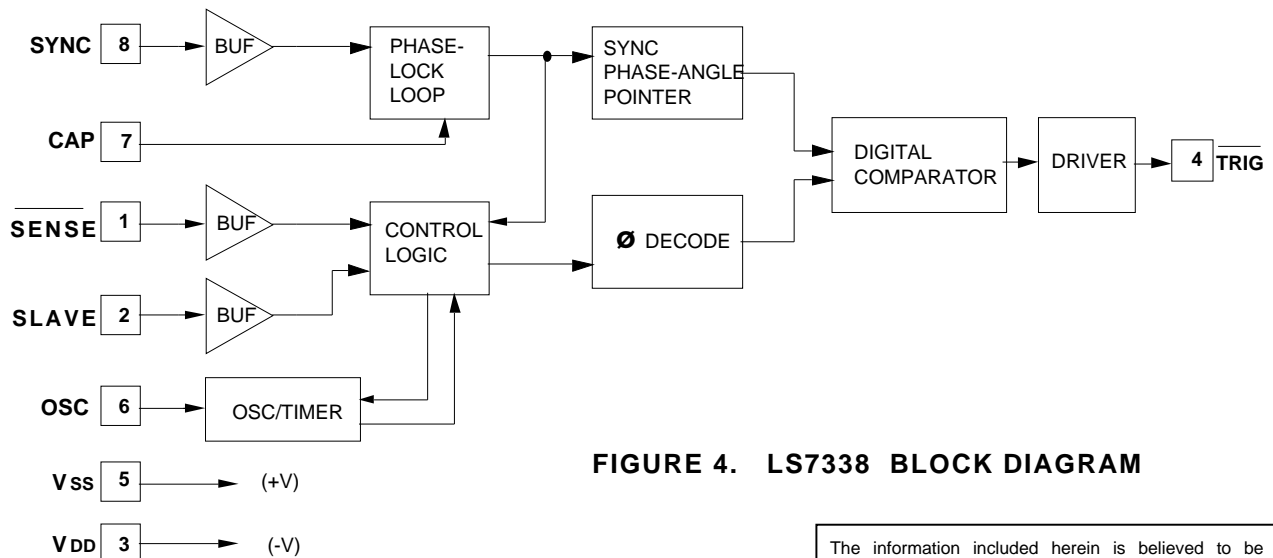 SYNC 8 BUF
PHASE-
LOCK
LOOP
SYNC
PHASE-ANGLE
POINTER
CAP 7
DIGITAL
COMPARATOR
DRIVER
4 TRIG
SENSE 1 BUF
CONTROL
LOGIC
Ø DECODE
SLAVE 2 BUF
OSC 6 OSC/TIMER
VSS 5 (+V)
VDD 3 (-V)
FIGURE 4. LS7338 BLOCK DIAGRAM
The information included herein is believed to be